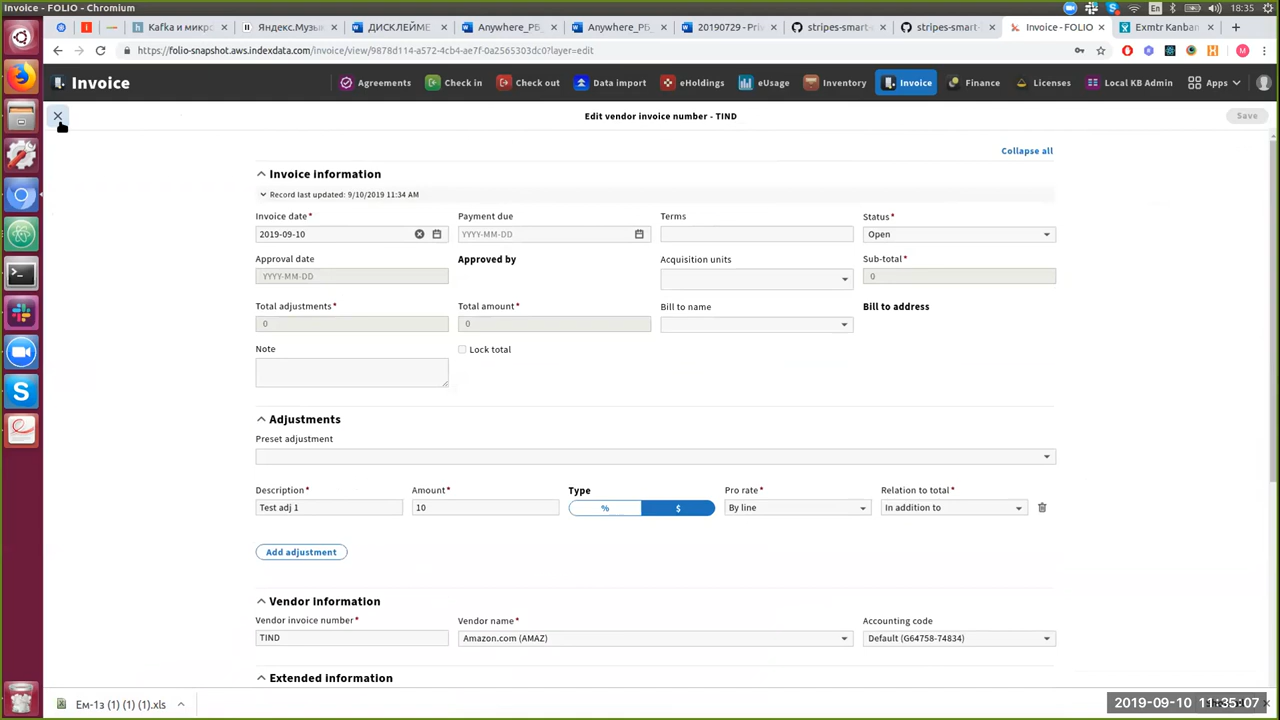 Invoice - FOLIO - Chromium
En
18:35
Kafka и микро
Яндекс.Музы
ДИСКЛЕЙМ
Anywhere_РБ_
Anywhere_РБ_
20190729 - Pri
stripes-smart-
stripes-smart-
Invoice - FOLIO
Exmtr Kanban
https://folio-snapshot.aws.indexdata.com/invoice/view/9878d114-a572-4cb4-ae7f-0a2565303dc0?layer=edit
Invoice
Agreements
Check in
Check out
Data import
eHoldings
eUsage
Inventory
Invoice
Finance
Licenses
Local KB Admin
Apps
Edit vendor invoice number - TIND
Save
Collapse all
Invoice information
Record last updated: 9/10/2019 11:34 AM
Invoice date*
Payment due
Terms
Status*
2019-09-10
YYYY-MM-DD
Open
Approval date
Approved by
Acquisition units
Sub-total*
YYYY-MM-DD
0
Total adjustments*
Total amount*
Bill to name
Bill to address
0
0
Note
Lock total
Adjustments
Preset adjustment
Description*
Amount*
Type
Pro rate*
Relation to total*
Test adj 1
10
%
$
By line
In addition to
Add adjustment
Vendor information
Vendor invoice number*
Vendor name*
Accounting code
TIND
Amazon.com (AMAZ)
Default (G64758-74834)
Extended information
Ем-1з (1) (1) (1).xls
2019-09-10 11:35:07